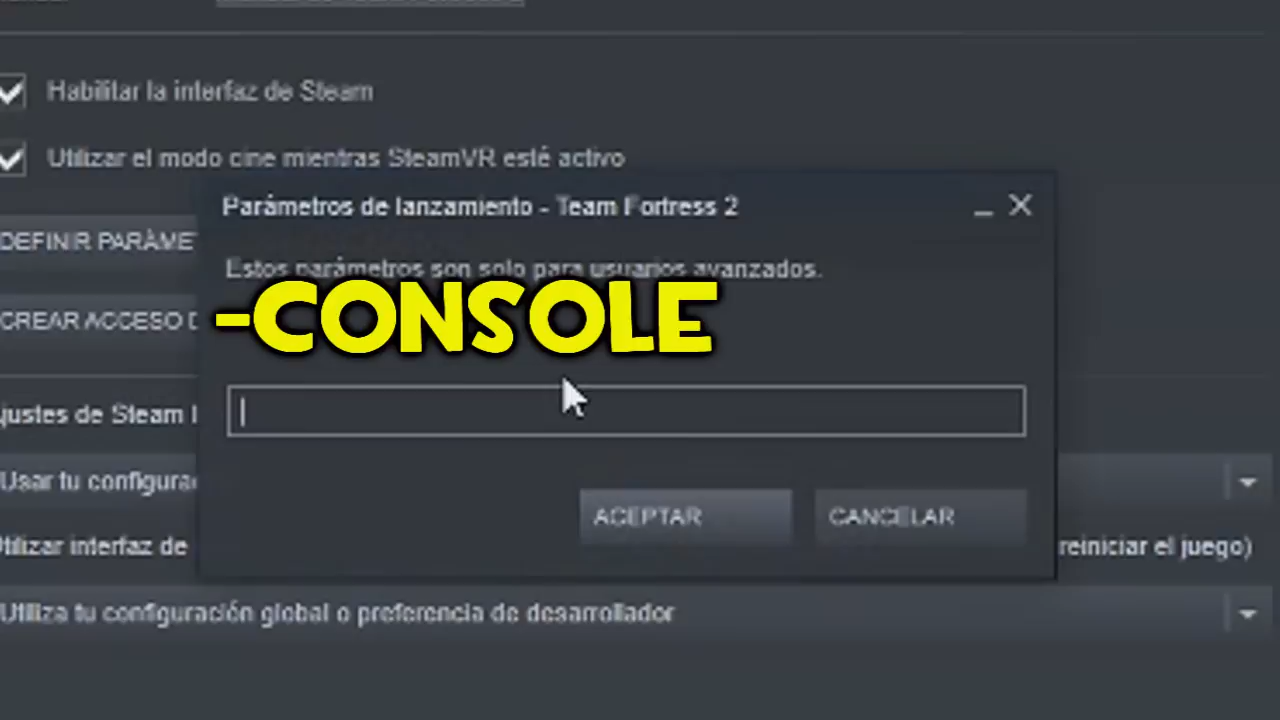 Habilitar la interfaz de Steam
Utilizar el modo cine mientras SteamVR esté activo
Parámetros de lanzamiento - Team Fortress 2
DEFINIR PARÁME
Estos parámetros son solo para usuarios avanzados.
-CONSOLE
CREAR ACCESO D
justes de Steam I
Usar tu configura
ACEPTAR
CANCELAR
Utilizar interfaz de
reiniciar el juego)
Utiliza tu configuración global o preferencia de desarrollador